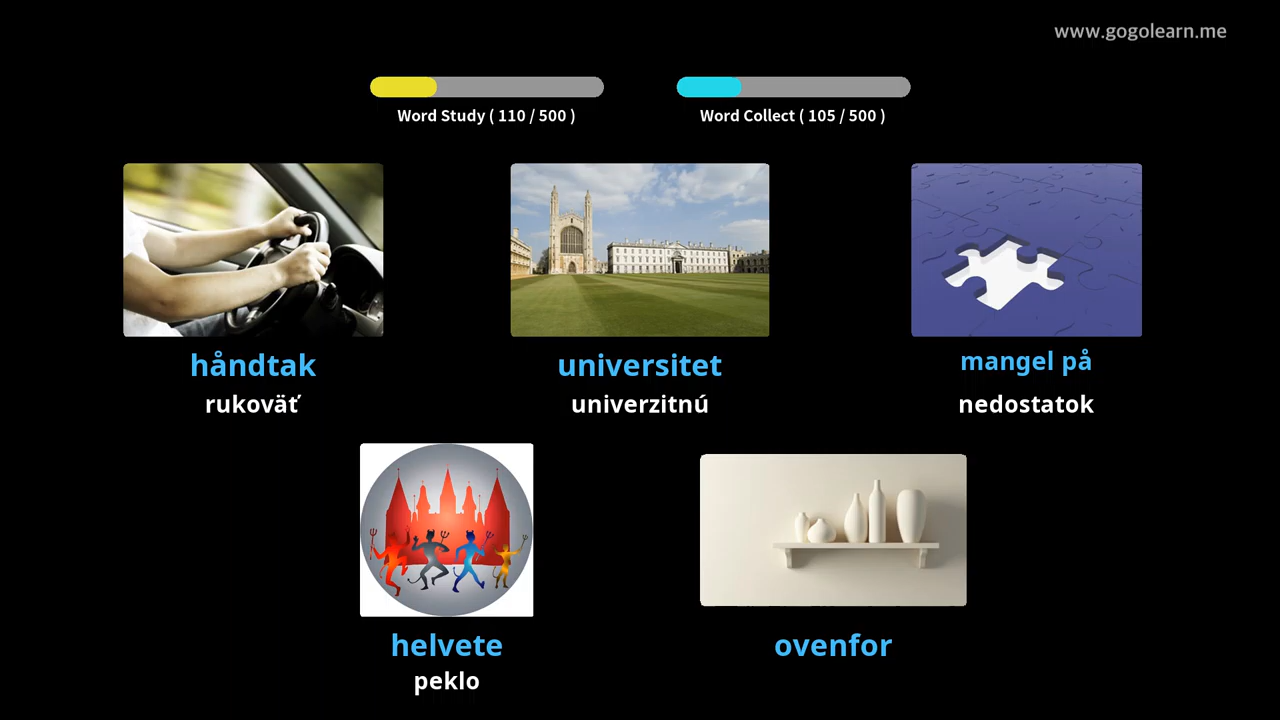 www.gogolearn.me
Word Study ( 110 / 500 )
Word Collect ( 105 / 500 )
håndtak
universitet
mangel på
rukoväť
univerzitnú
nedostatok
helvete
ovenfor
peklo